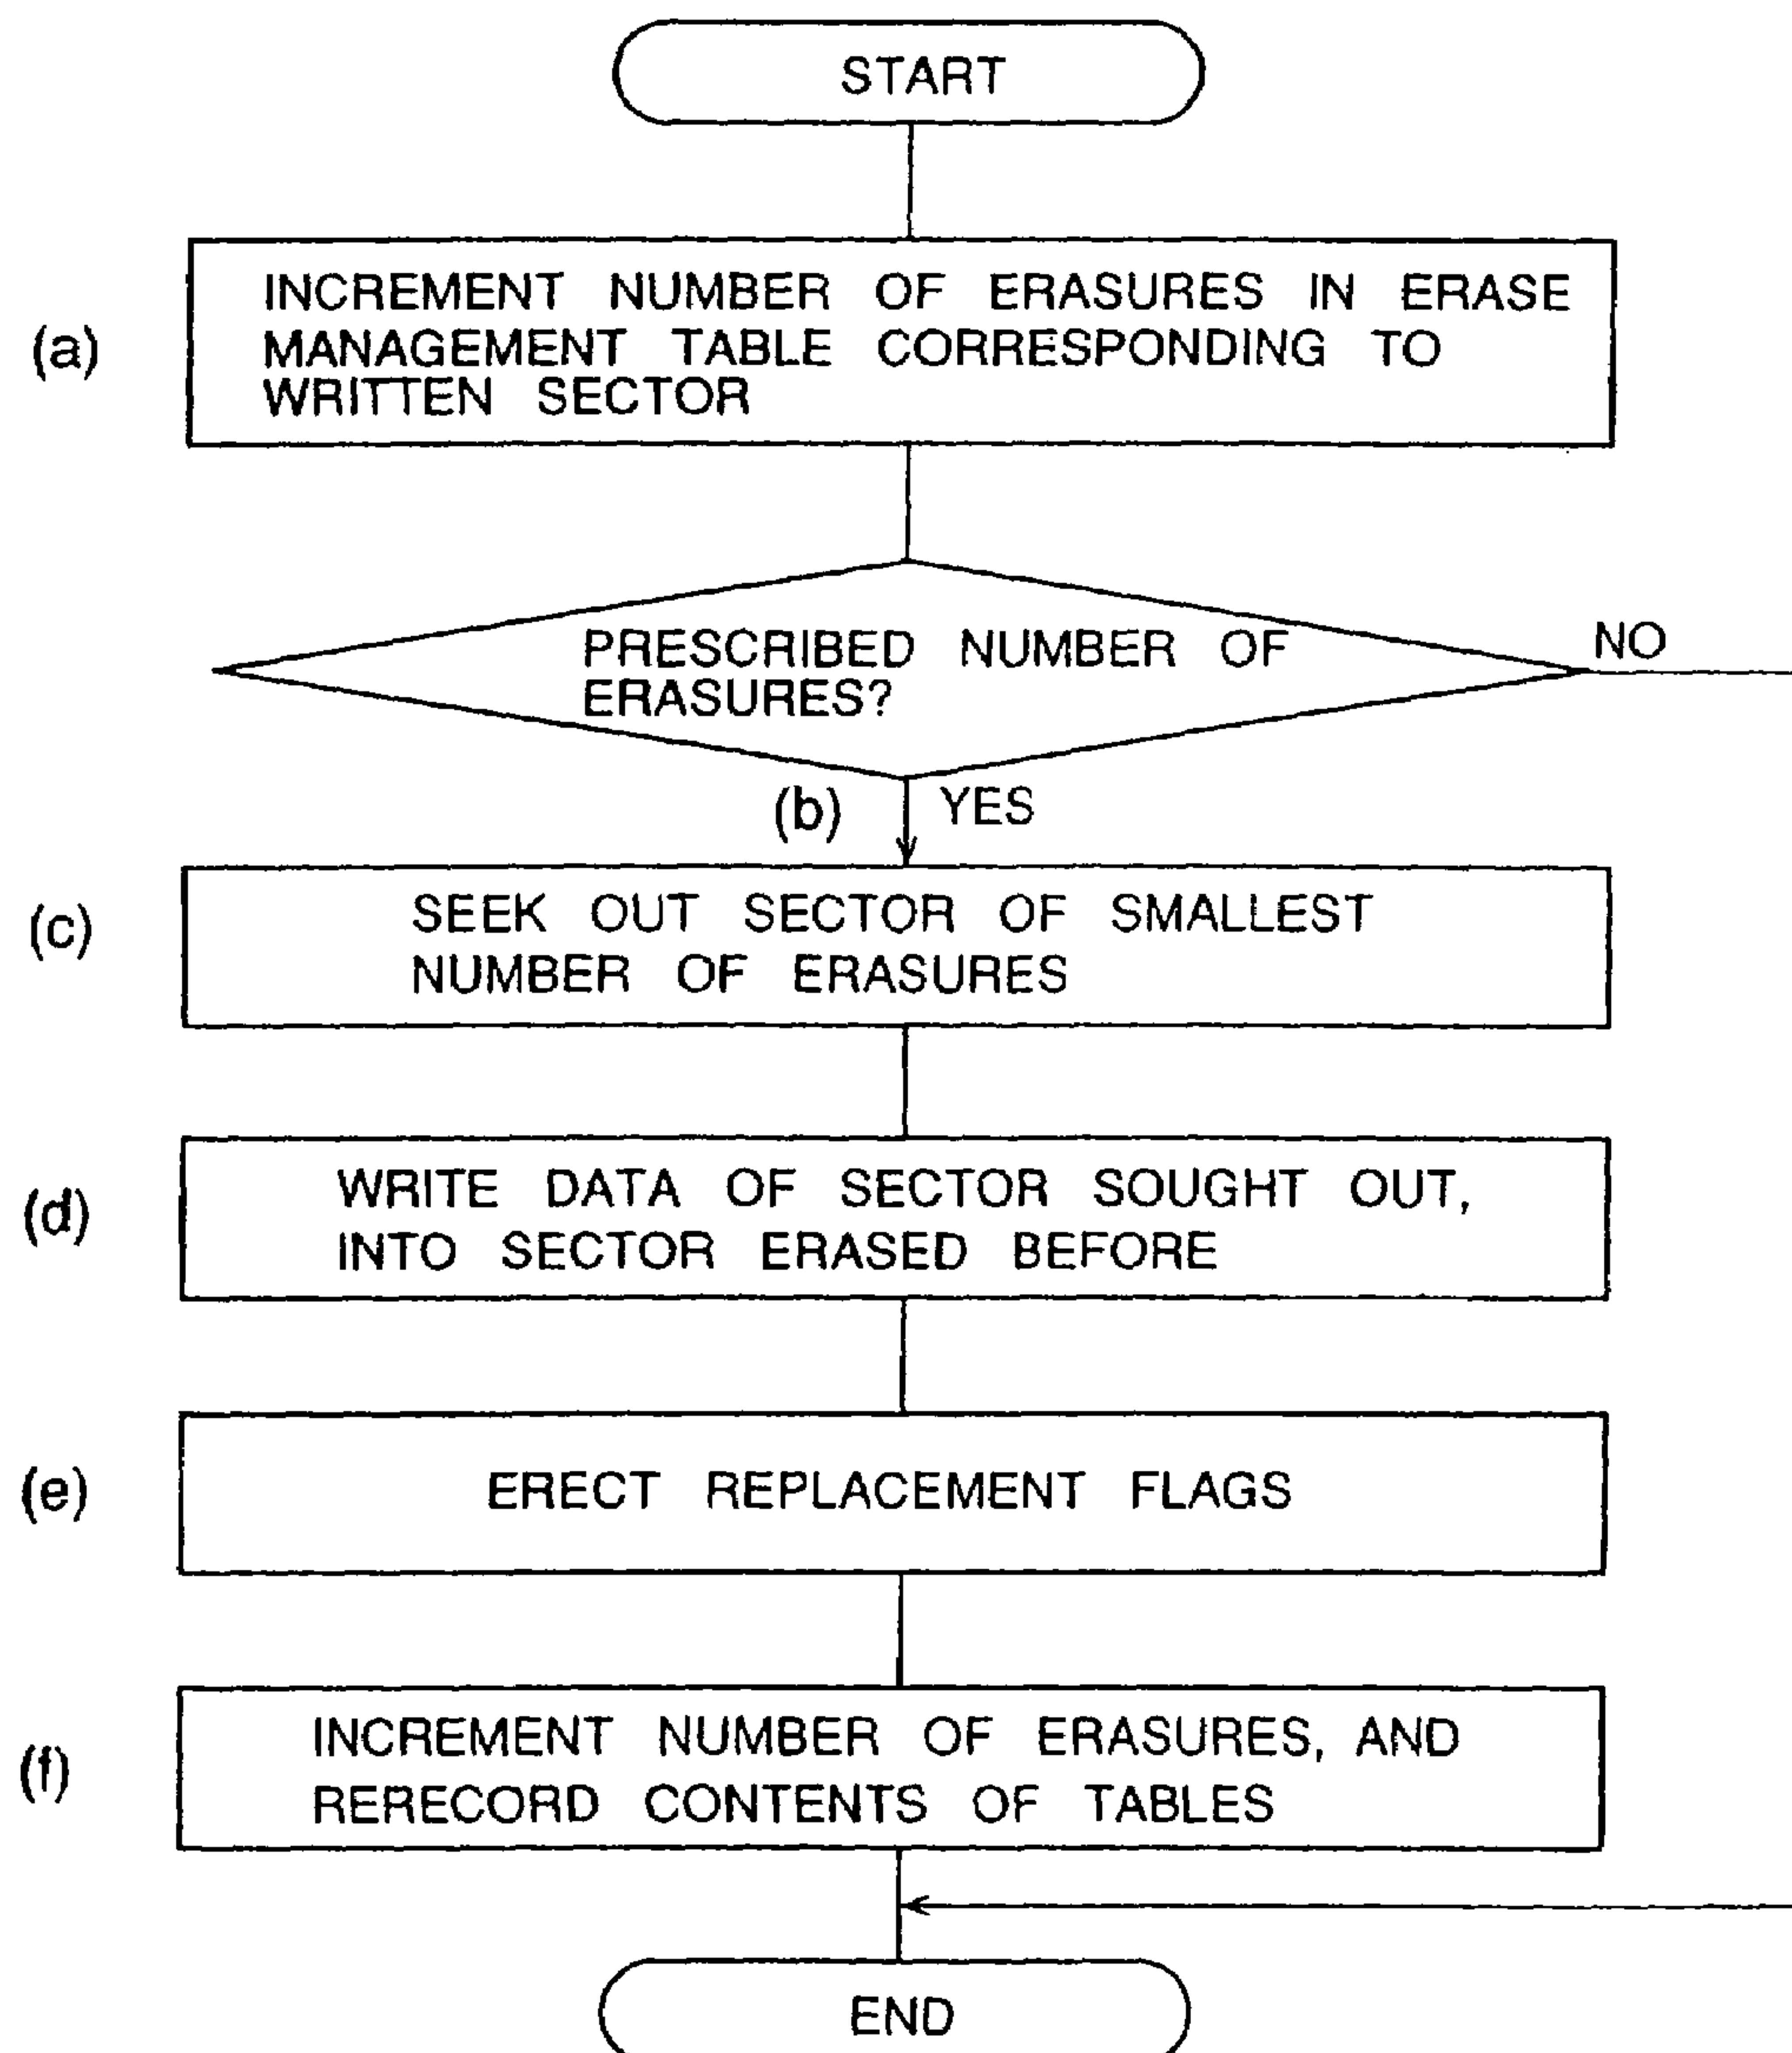 START
(a)
INCREMENT NUMBER OF ERASURES IN ERASE
MANAGEMENT TABLE CORRESPONDING TO
WRITTEN SECTOR
PRESCRIBED NUMBER OF
ERASURES?
NO
(b)
YES
(c)
SEEK OUT SECTOR OF SMALLEST
NUMBER OF ERASURES
(d)
WRITE DATA OF SECTOR SOUGHT OUT,
INTO SECTOR ERASED BEFORE
(e)
ERECT REPLACEMENT FLAGS
(f)
INCREMENT NUMBER OF ERASURES, AND
RERECORD CONTENTS OF TABLES
END